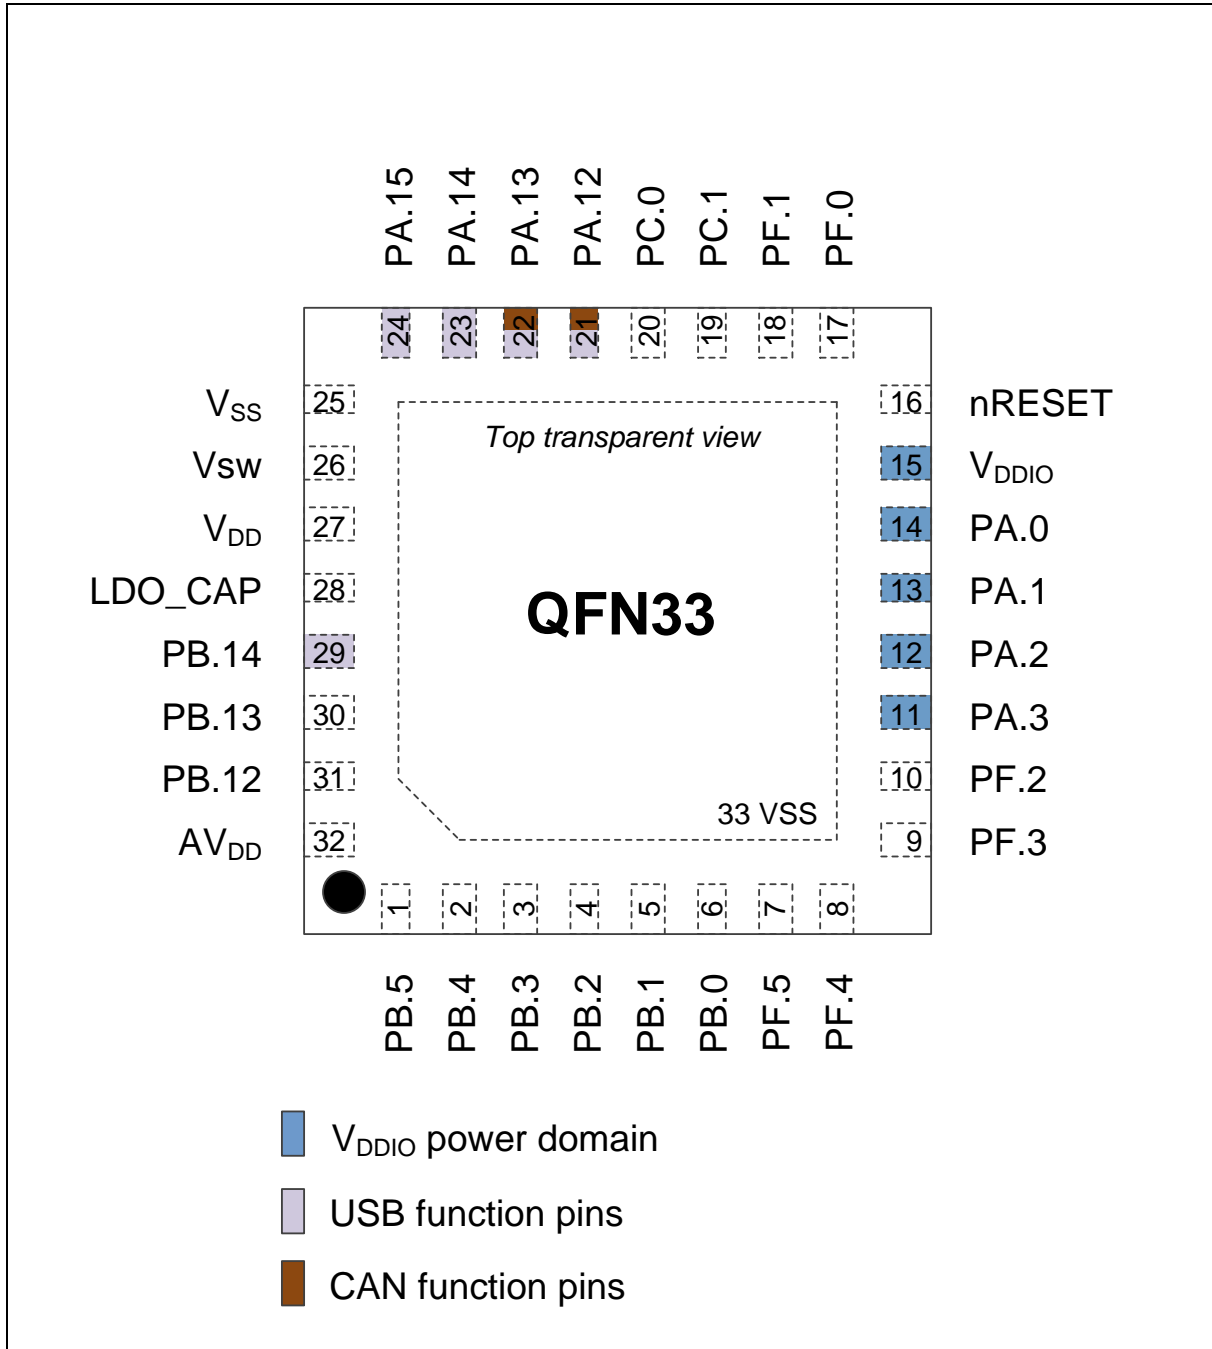 PA.15
PA.14
PA.13
PA.12
PC.0
PC.1
PF.1
PF.0
24
23
22
21
20
19
18
17
V_SS 25
Vsw 26
V_DD 27
LDO_CAP 28
PB.14 29
PB.13 30
PB.12 31
AV_DD 32
Top transparent view
QFN33
33 VSS
16 nRESET
15 V_DDIO
14 PA.0
13 PA.1
12 PA.2
11 PA.3
10 PF.2
9 PF.3
1
2
3
4
5
6
7
8
PB.5
PB.4
PB.3
PB.2
PB.1
PB.0
PF.5
PF.4
V_DDIO power domain
USB function pins
CAN function pins